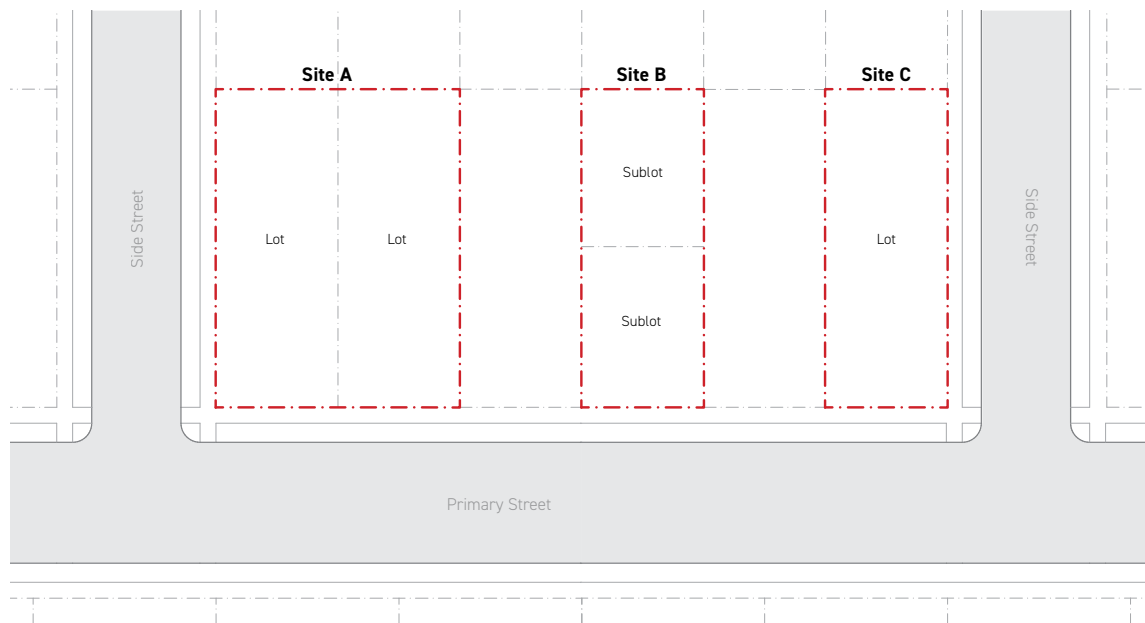 Site A
Site B
Site C
Sublot
Side Street
Side Street
Lot
Lot
Lot
Sublot
Primary Street